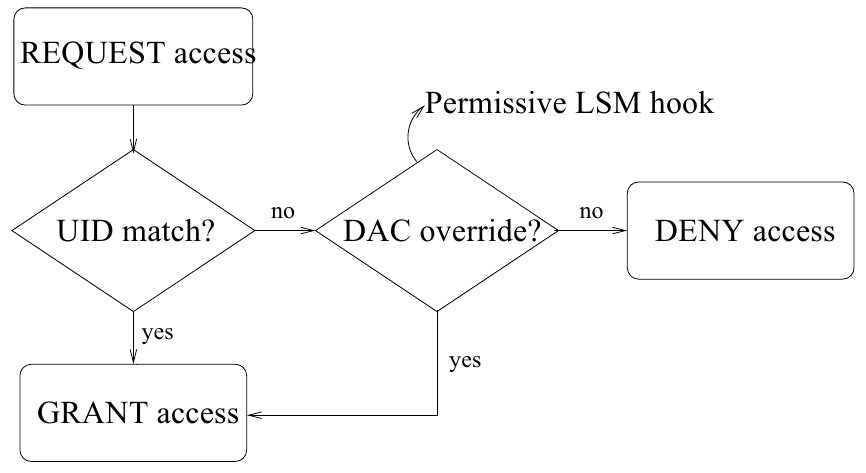 REQUEST access
Permissive LSM hook
UID match?
no
DAC override?
no
DENY access
yes
yes
GRANT access